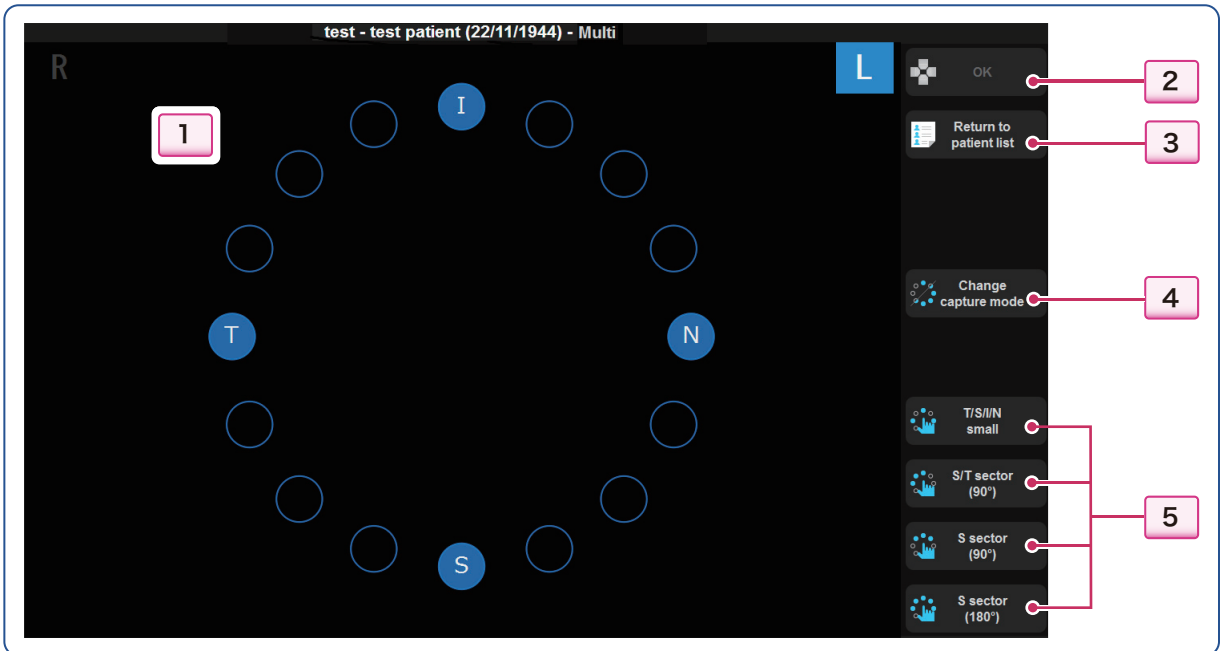 test - test patient (22/11/1944) - Multi
R
L
1
I
T
N
S
OK
2
Return to
patient list
3
Change
capture mode
4
T/S/I/N
small
S/T sector
(90°)
5
S sector
(90°)
S sector
(180°)